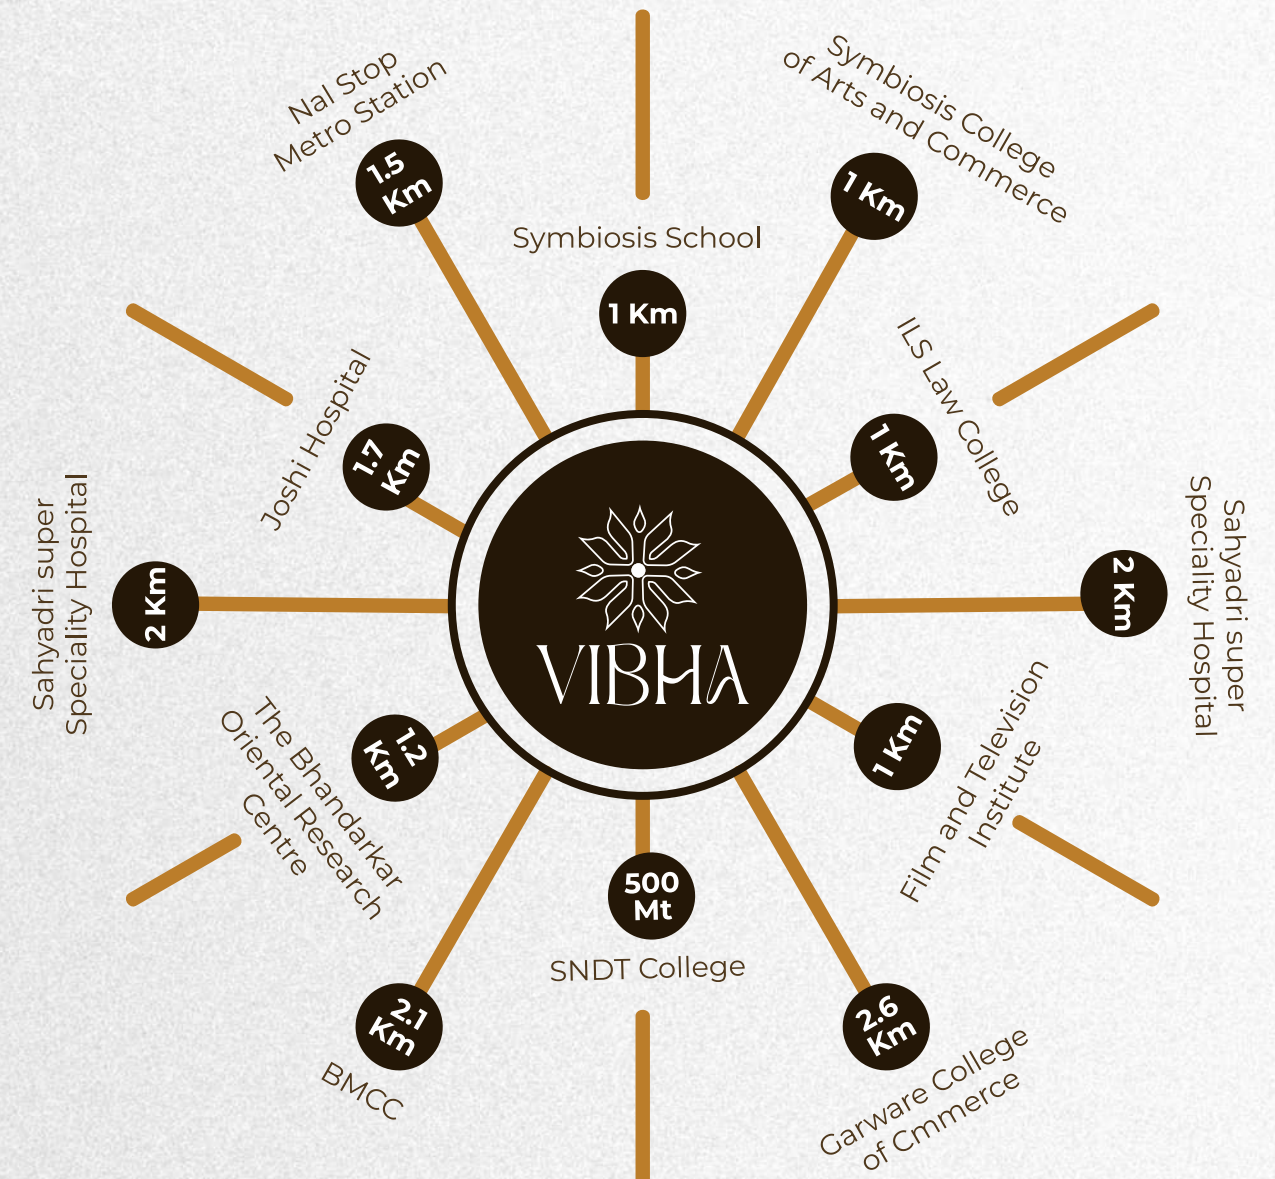 Nal Stop
Metro Station
1.5
Km
Symbiosis College
of Arts and Commerce
1 Km
Symbiosis School
1 Km
Joshi Hospital
1.7
Km
ILS Law College
1 Km
Sahyadri super
Speciality Hospital
2 Km
VIBHA
Sahyadri super
Speciality Hospital
2 Km
The Bhandarkar
Oriental Research
Centre
1.2
Km
Film and Television
Institute
1 Km
500
Mt
SNDT College
2.1
Km
BMCC
2.6
Km
Garware College
of Cmmerce